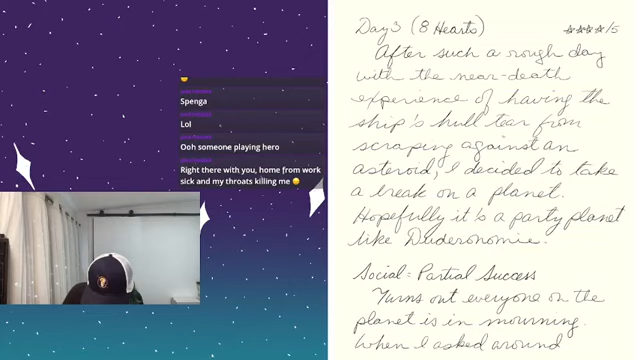 Spenga
Lol
Ooh someone playing hero
Right there with you, home from work
sick and my throats killing me 😕
Day 3 (8 Hearts) ☆☆☆☆/5
After such a rough day
with the near-death
experience of having the
ship's hull tear from
scraping against an
asteroid, I decided to take
a break on a planet.
Hopefully it's a party planet
like Duderonomie.
Social = Partial Success
Turns out everyone on the
planet is in mourning.
When I asked around